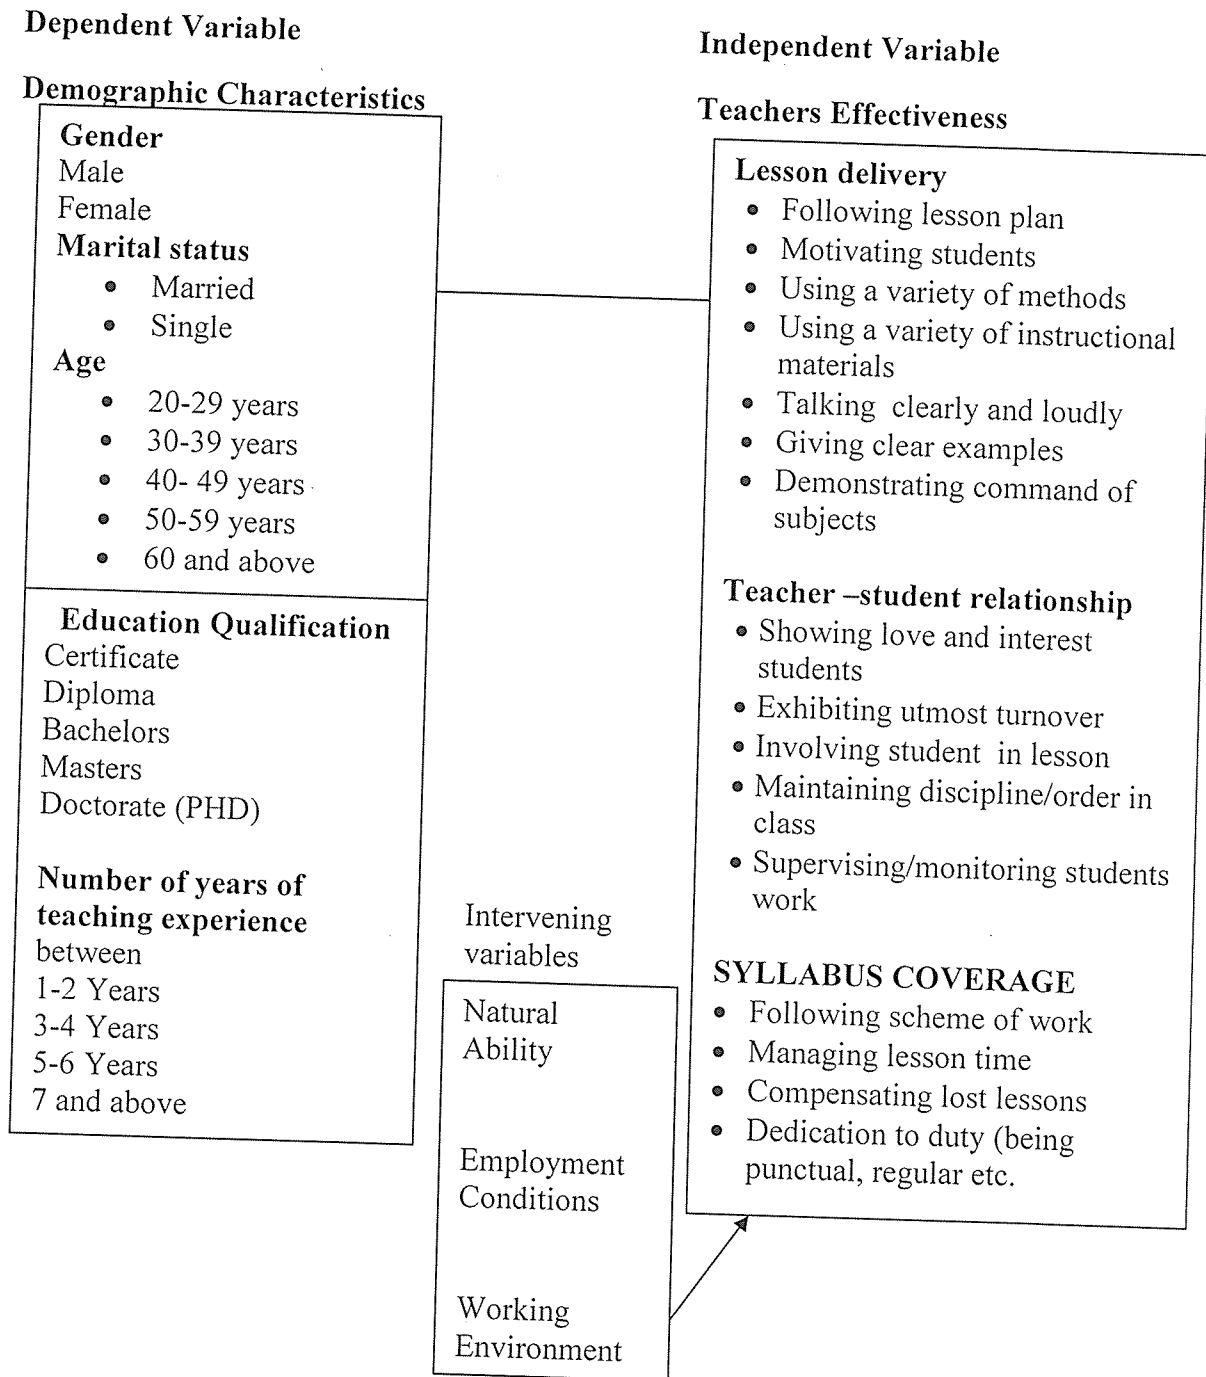 Dependent Variable
Demographic Characteristics
Gender
Male
Female
Marital status
• Married
• Single
Age
• 20-29 years
• 30-39 years
• 40- 49 years
• 50-59 years
• 60 and above
Education Qualification
Certificate
Diploma
Bachelors
Masters
Doctorate (PHD)
Number of years of
teaching experience
between
1-2 Years
3-4 Years
5-6 Years
7 and above
Intervening
variables
Natural
Ability
Employment
Conditions
Working
Environment
Independent Variable
Teachers Effectiveness
Lesson delivery
• Following lesson plan
• Motivating students
• Using a variety of methods
• Using a variety of instructional
materials
• Talking clearly and loudly
• Giving clear examples
• Demonstrating command of
subjects
Teacher –student relationship
• Showing love and interest
students
• Exhibiting utmost turnover
• Involving student in lesson
• Maintaining discipline/order in
class
• Supervising/monitoring students
work
SYLLABUS COVERAGE
• Following scheme of work
• Managing lesson time
• Compensating lost lessons
• Dedication to duty (being
punctual, regular etc.